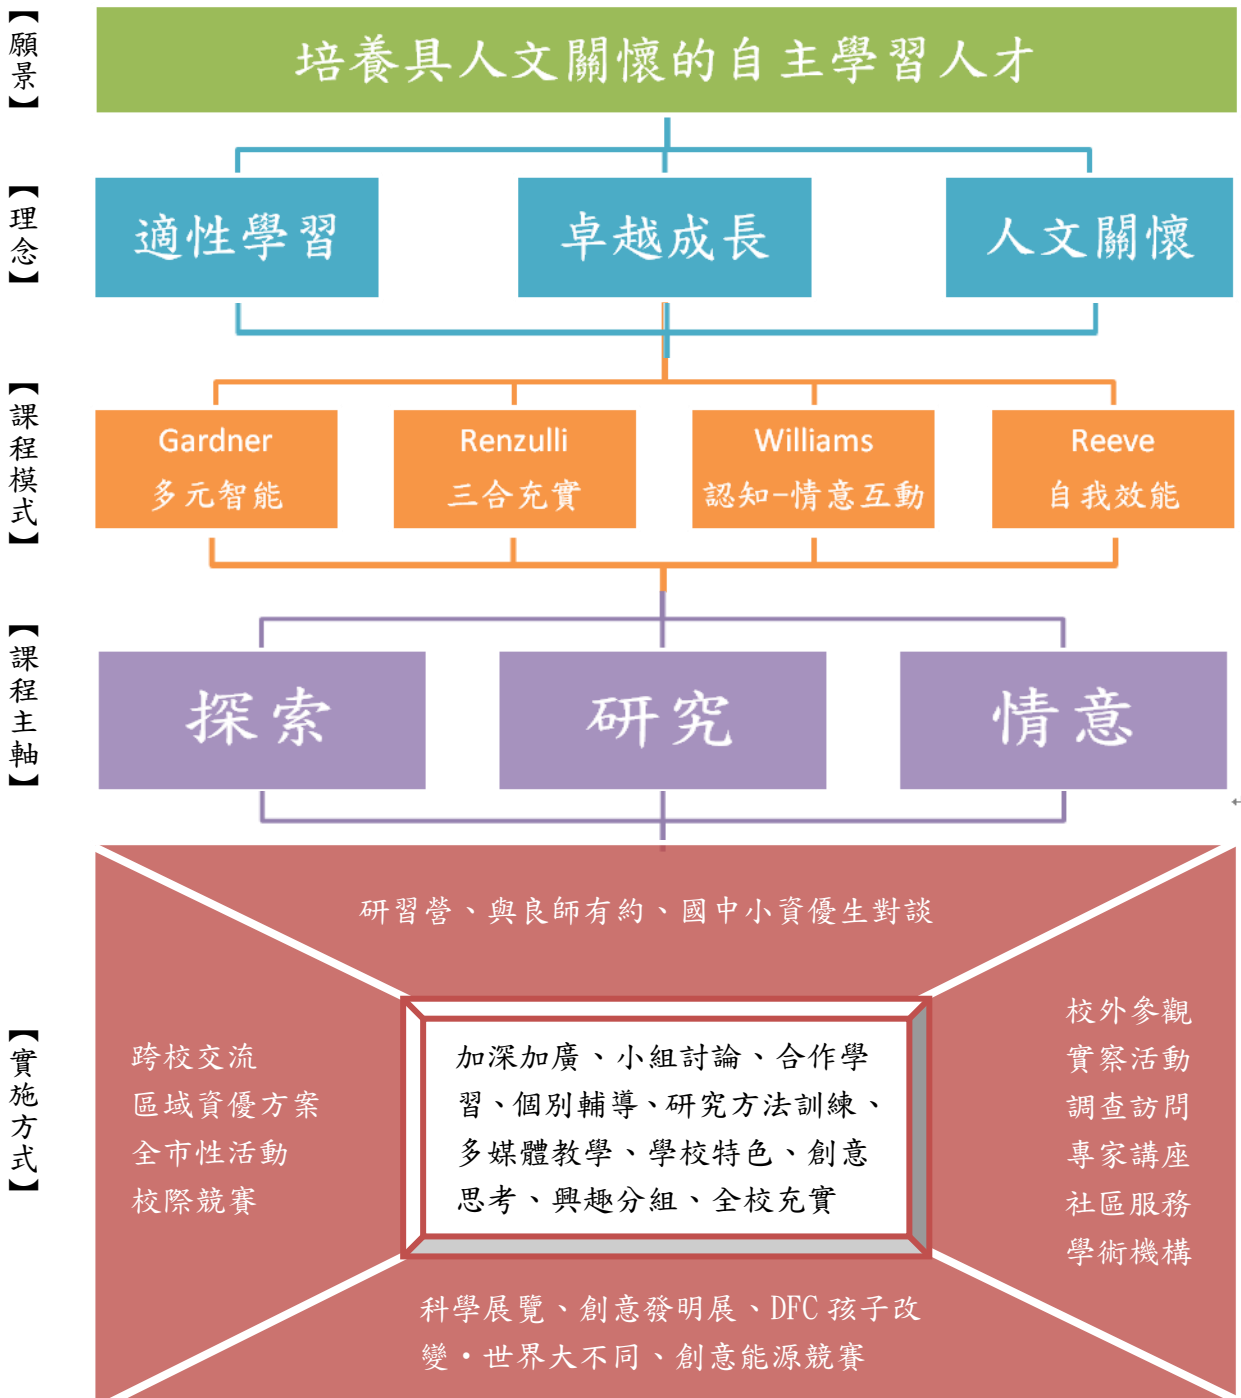 【願景】
培養具人文關懷的自主學習人才
【理念】
適性學習
卓越成長
人文關懷
【課程模式】
Gardner
多元智能
Renzulli
三合充實
Williams
認知-情意互動
Reeve
自我效能
【課程主軸】
探索
研究
情意
【實施方式】
研習營、與良師有約、國中小資優生對談
跨校交流
區域資優方案
全市性活動
校際競賽
加深加廣、小組討論、合作學
習、個別輔導、研究方法訓練、
多媒體教學、學校特色、創意
思考、興趣分組、全校充實
校外參觀
實察活動
調查訪問
專家講座
社區服務
學術機構
科學展覽、創意發明展、DFC 孩子改
變·世界大不同、創意能源競賽